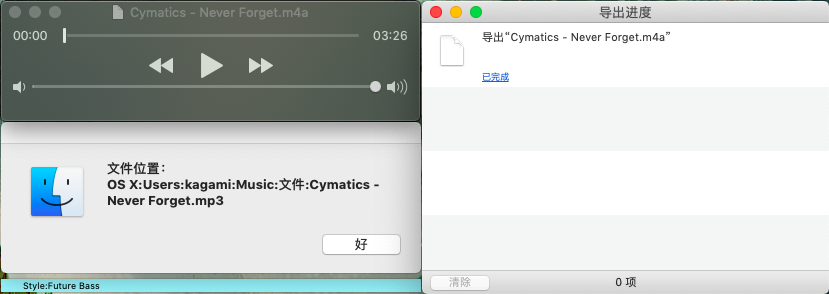 Cymatics - Never Forget.m4a
00:00
03:26
文件位置：
OS X:Users:kagami:Music:文件:Cymatics -
Never Forget.mp3
好
Style:Future Bass
导出进度
导出“Cymatics - Never Forget.m4a”
已完成
清除
0 项